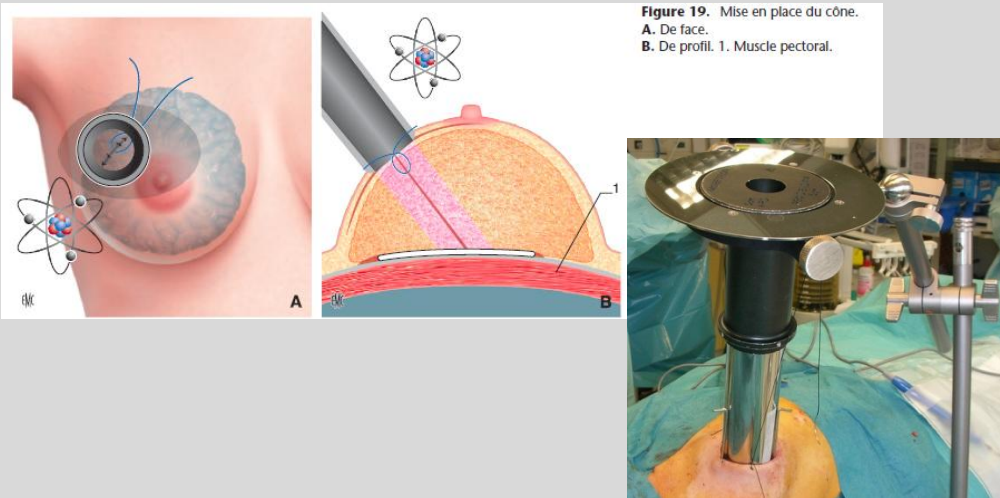 Figure 19. Mise en place du cône.
A. De face.
B. De profil. 1. Muscle pectoral.
1
EMC
A
EMC
B